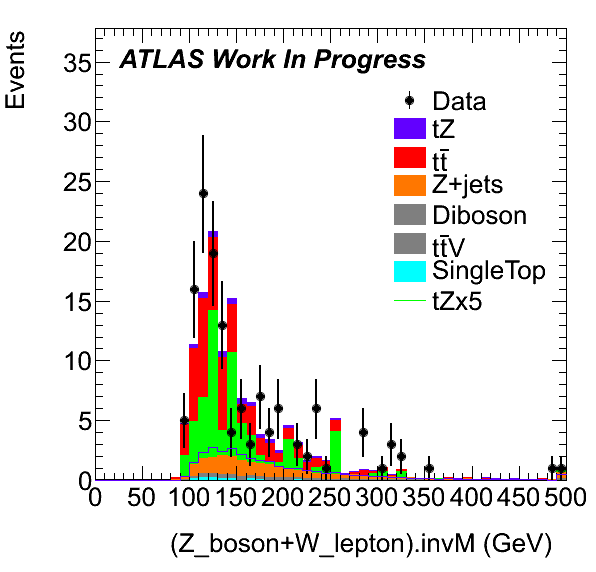 Events
35
30
25
20
15
10
5
0
ATLAS Work In Progress
Data
tZ
tt̄
Z+jets
Diboson
tt̄V
SingleTop
tZx5
0 50 100 150 200 250 300 350 400 450 500
(Z_boson+W_lepton).invM (GeV)